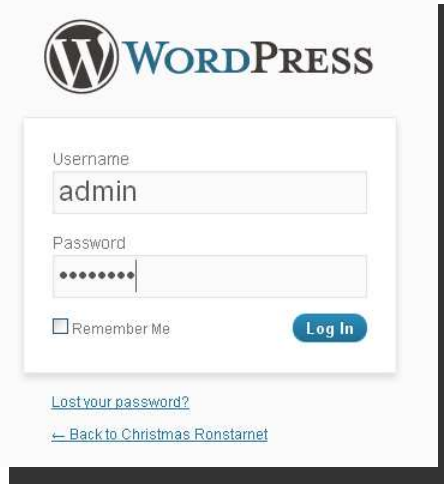 WORDPRESS
Username
admin
Password
••••••••
Remember Me
Log In
Lost your password?
← Back to Christmas Ronstarnet